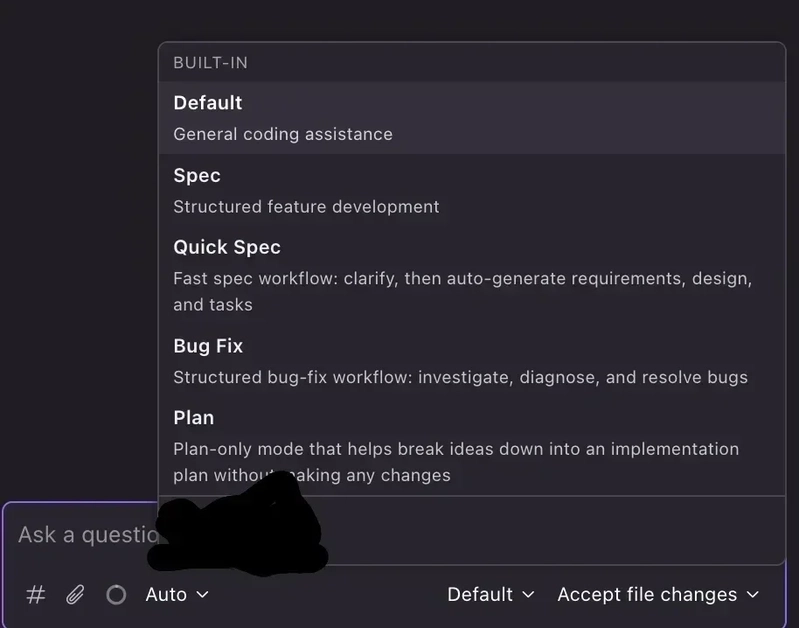 BUILT-IN
Default
General coding assistance
Spec
Structured feature development
Quick Spec
Fast spec workflow: clarify, then auto-generate requirements, design,
and tasks
Bug Fix
Structured bug-fix workflow: investigate, diagnose, and resolve bugs
Plan
Plan-only mode that helps break ideas down into an implementation
plan without making any changes
Ask a questio
Auto
Default
Accept file changes